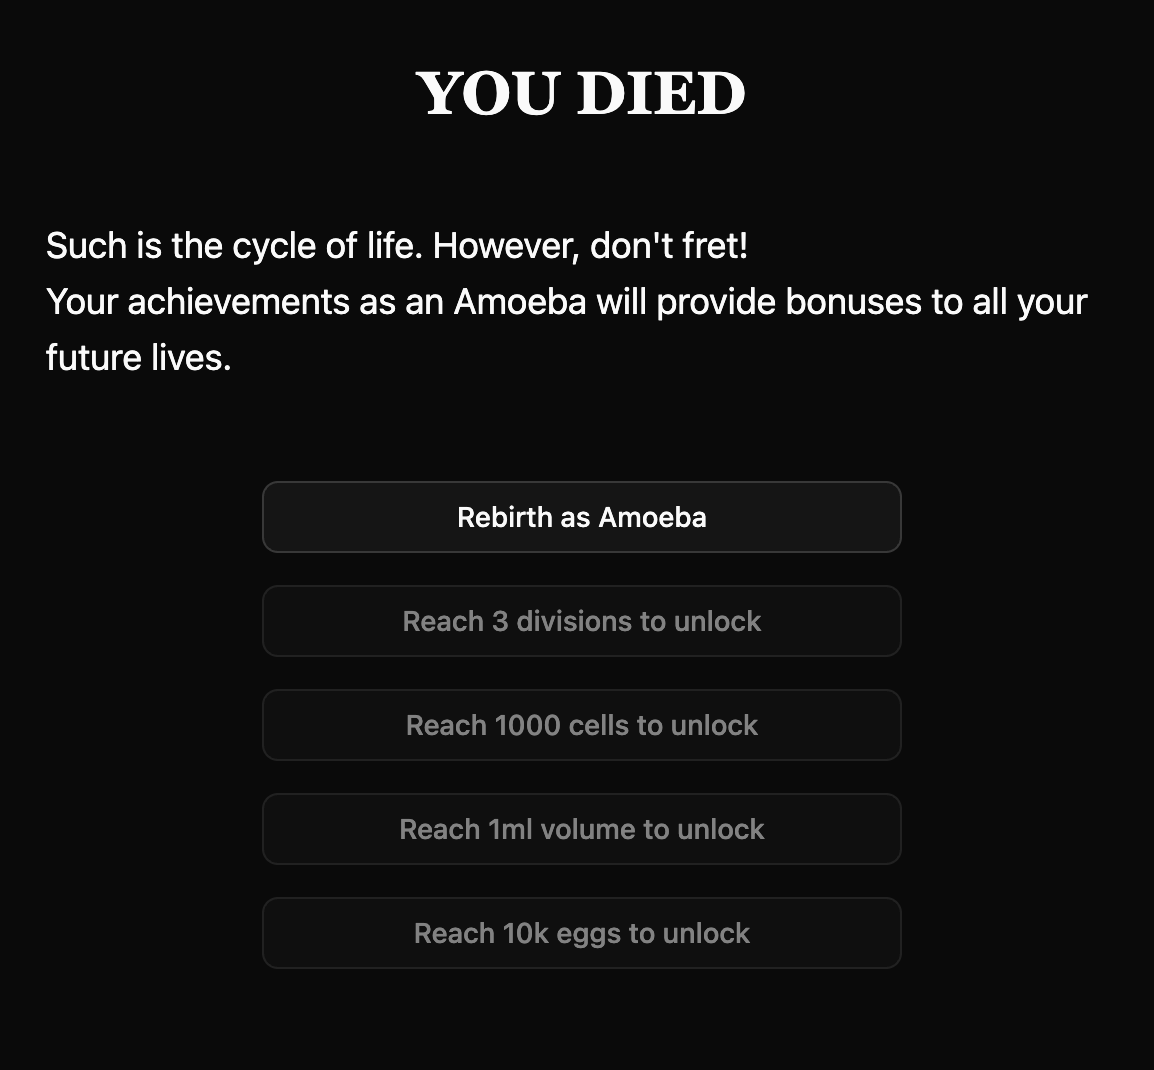 YOU DIED
Such is the cycle of life. However, don't fret!
Your achievements as an Amoeba will provide bonuses to all your
future lives.
Rebirth as Amoeba
Reach 3 divisions to unlock
Reach 1000 cells to unlock
Reach 1ml volume to unlock
Reach 10k eggs to unlock